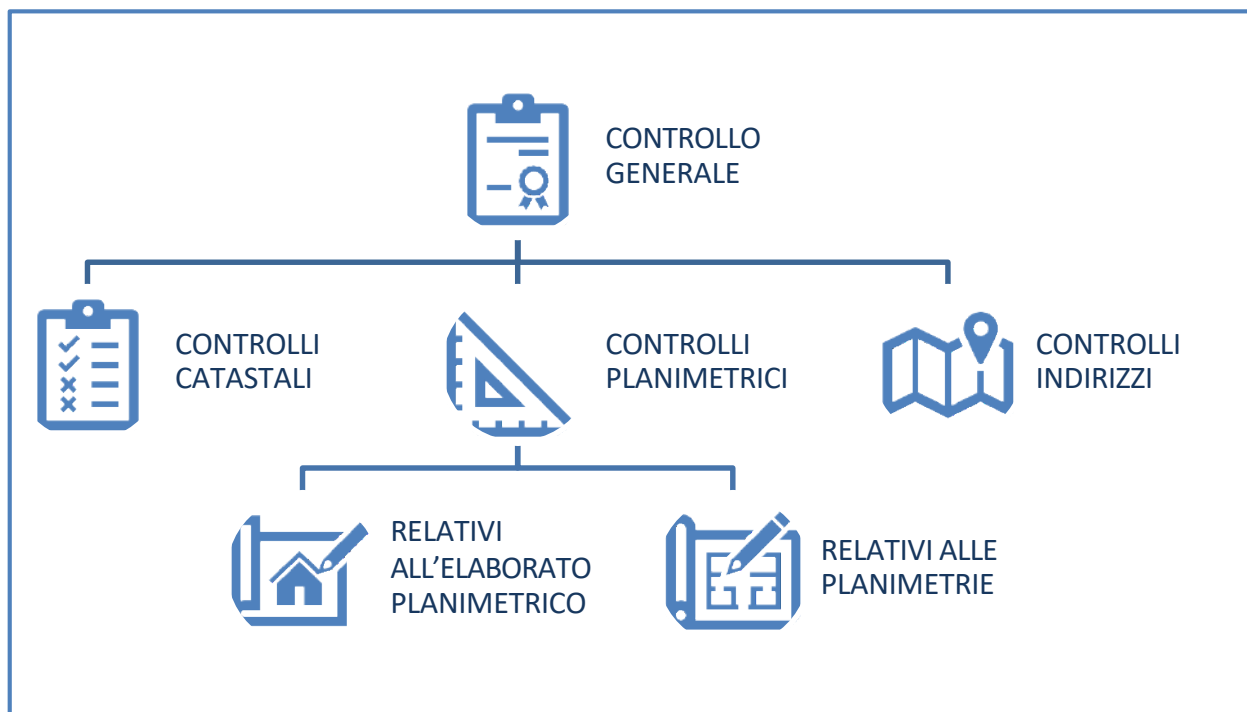 CONTROLLO
GENERALE
CONTROLLI
CATASTALI
CONTROLLI
PLANIMETRICI
CONTROLLI
INDIRIZZI
RELATIVI
ALL’ELABORATO
PLANIMETRICO
RELATIVI ALLE
PLANIMETRIE